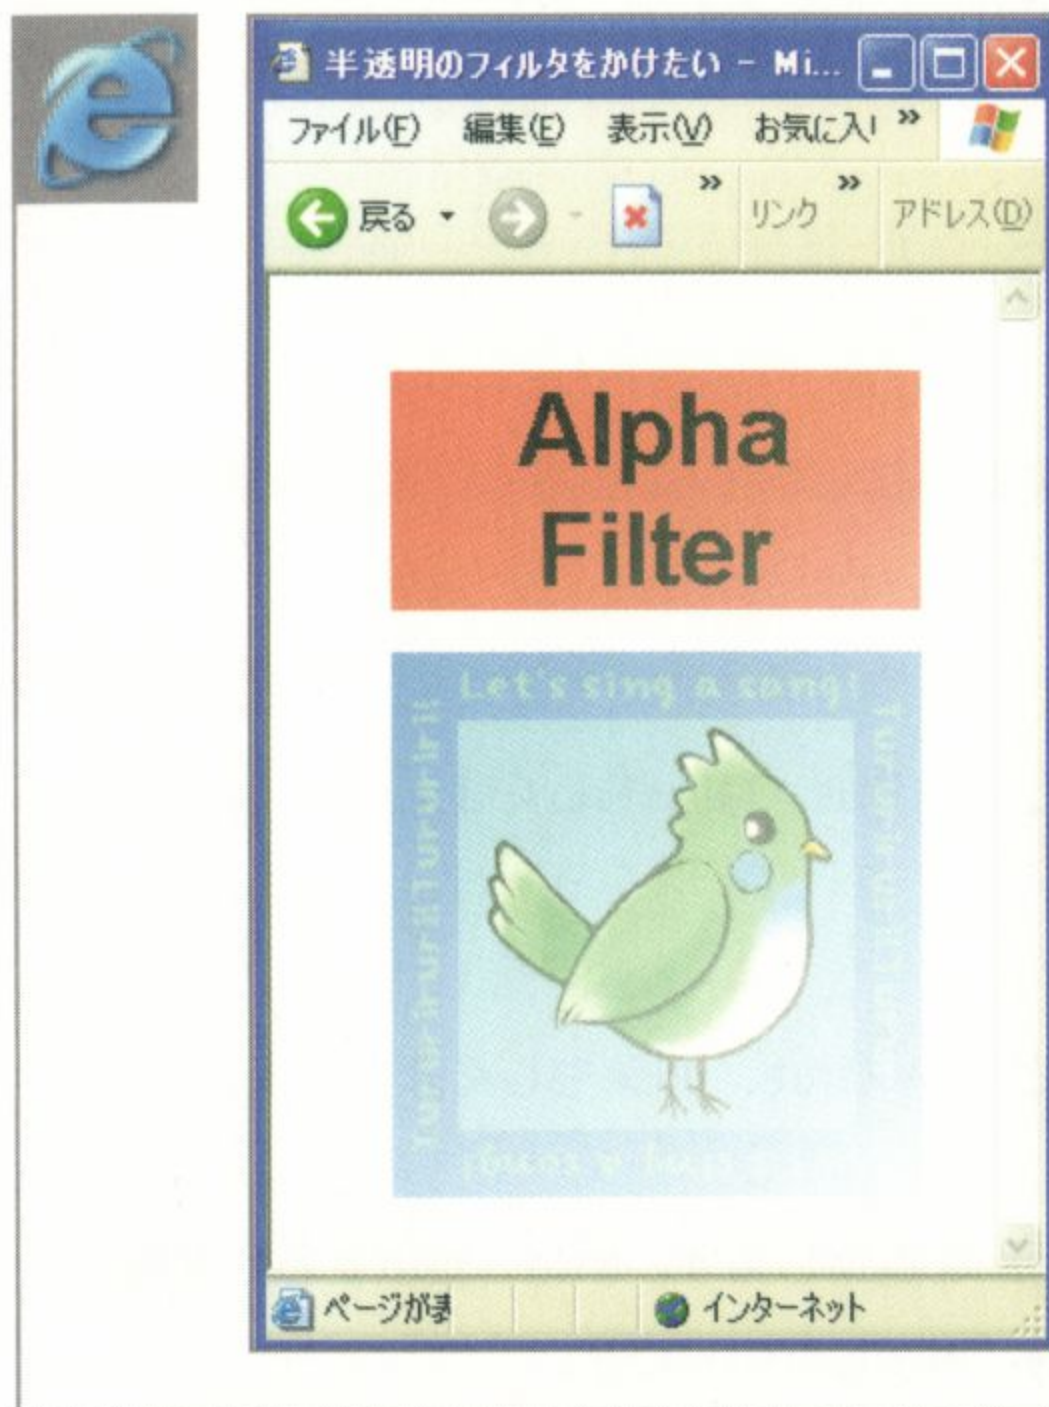 半透明のフィルタをかけたい - Mi...
ファイル(F) 編集(E) 表示(V) お気に入 »
戻る » リンク » アドレス(D)
Alpha
Filter
Let's sing a song!
ページが表 インターネット